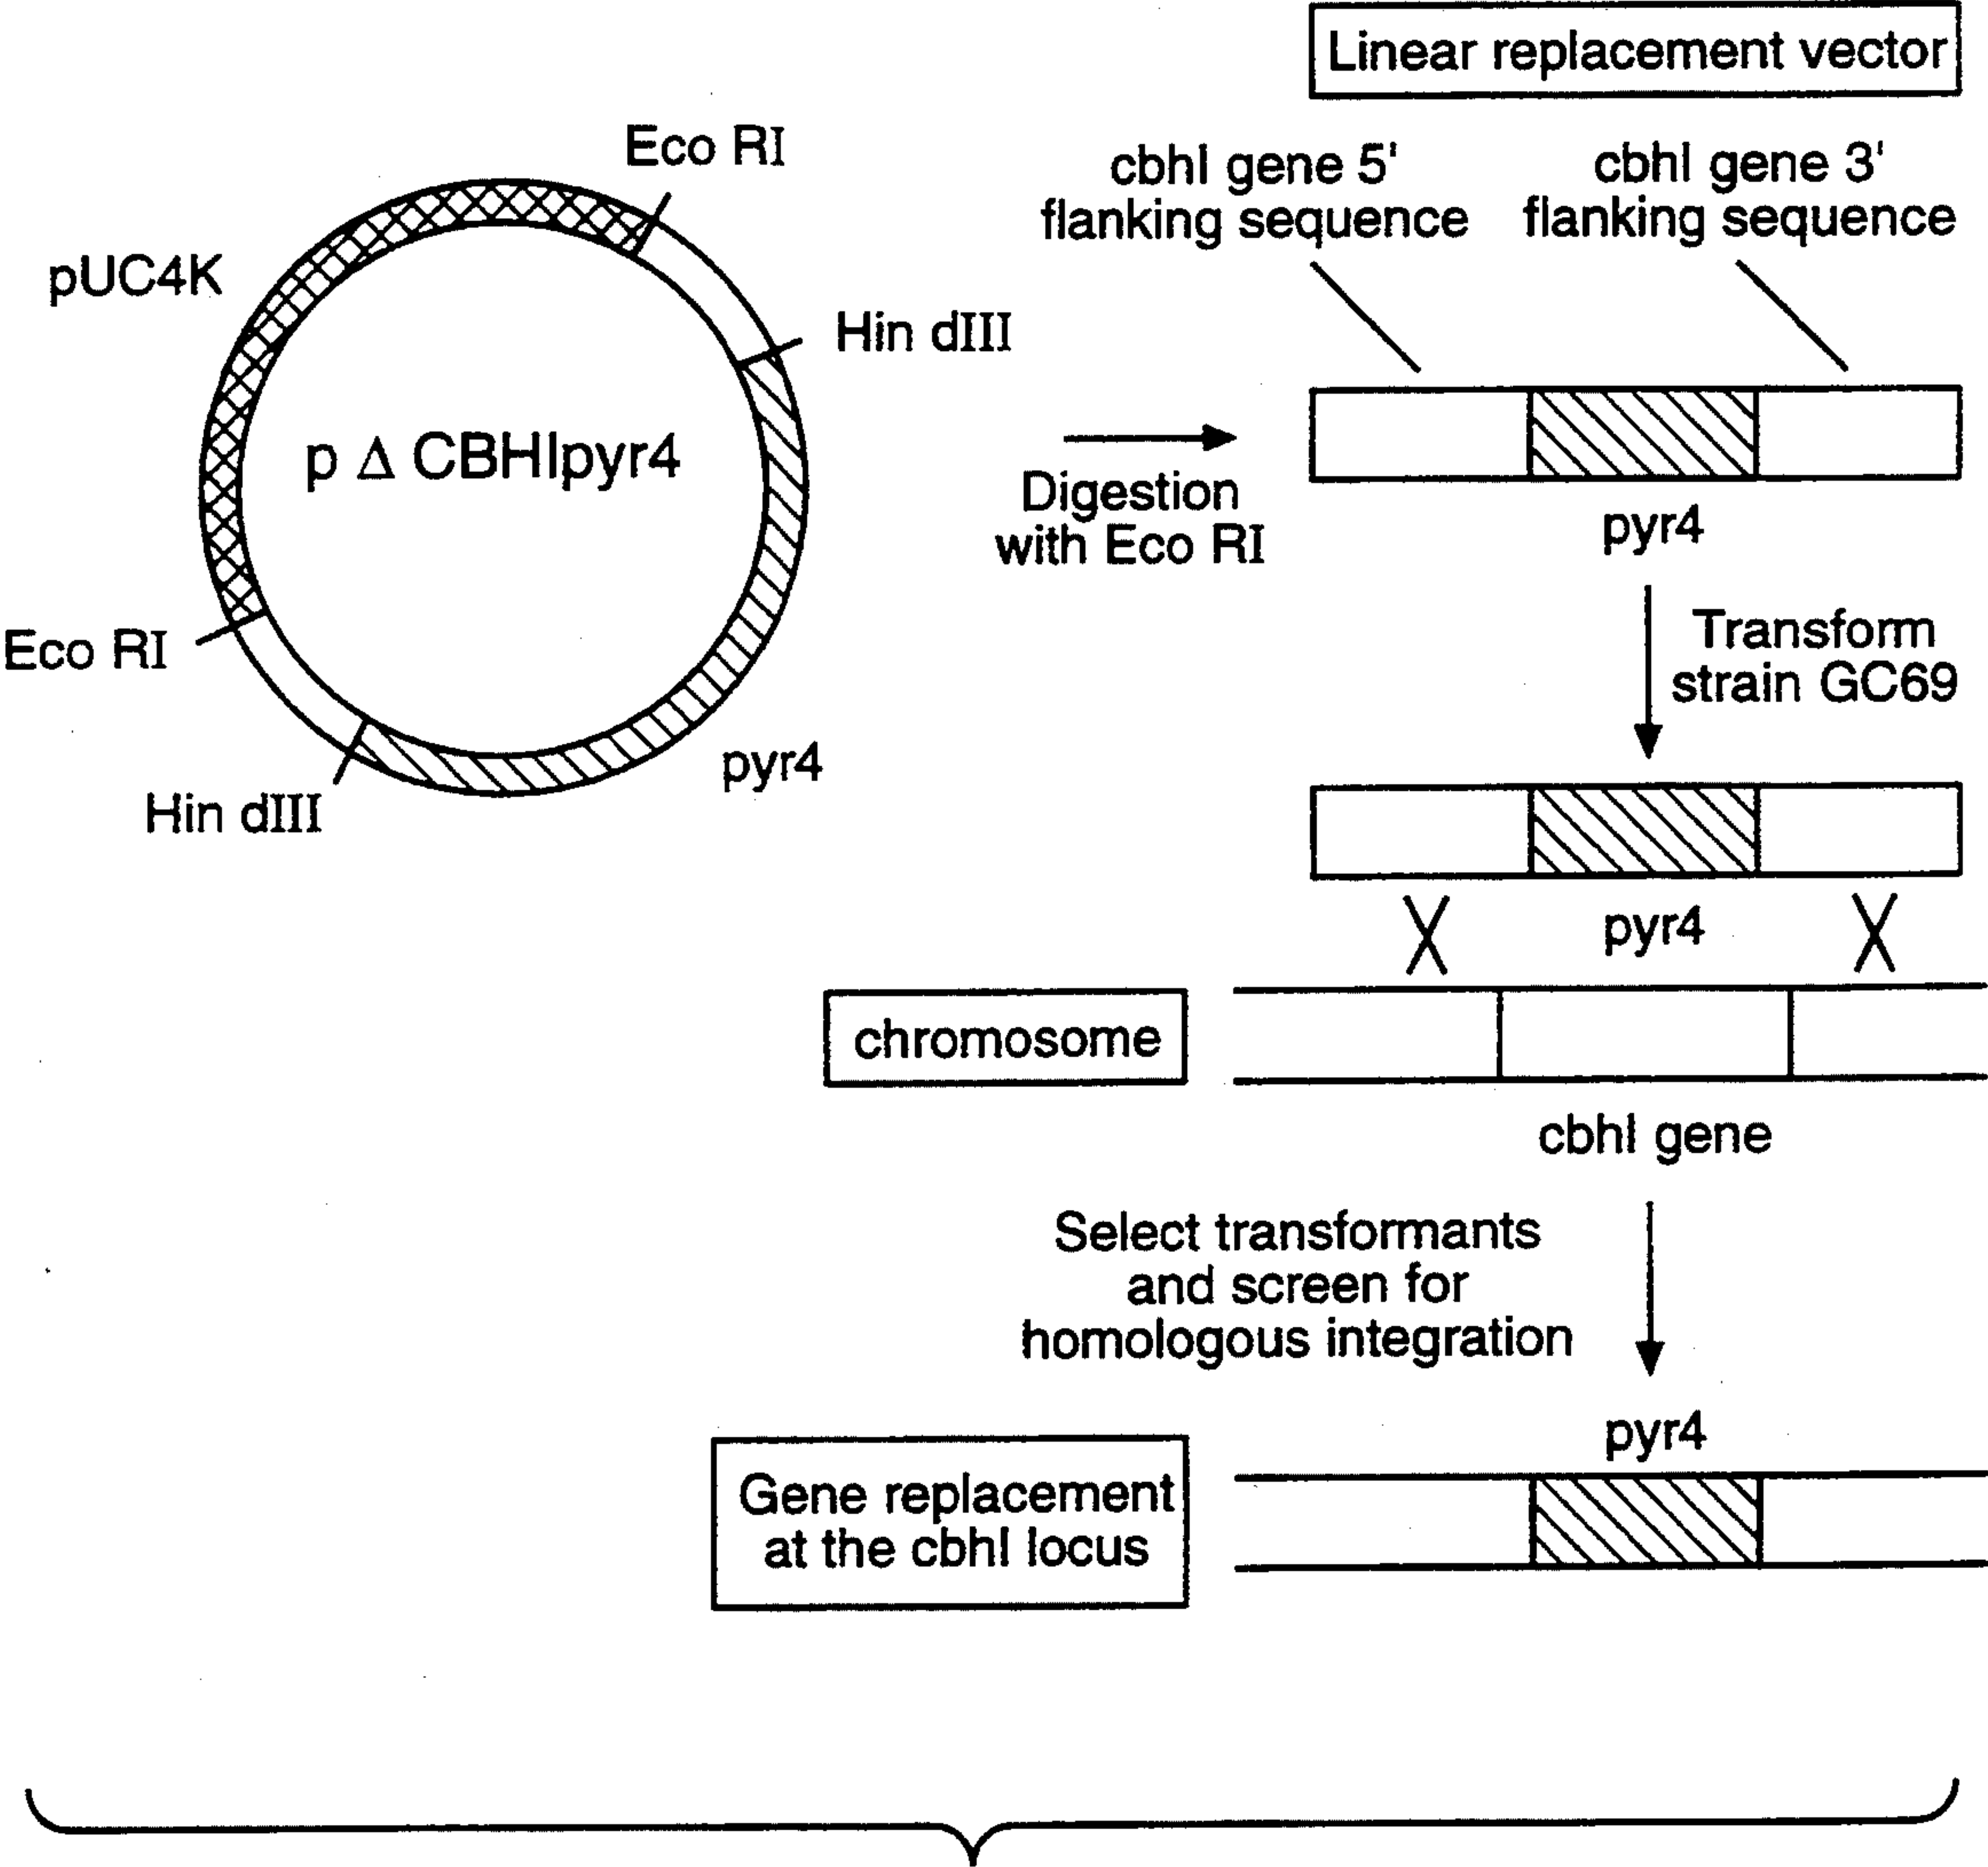 Linear replacement vector
Eco RI
cbhI gene 5'
flanking sequence
cbhI gene 3'
flanking sequence
pUC4K
Hin dIII
p Δ CBHIpyr4
Digestion
with Eco RI
pyr4
Eco RI
Transform
strain GC69
pyr4
Hin dIII
pyr4
chromosome
cbhI gene
Select transformants
and screen for
homologous integration
pyr4
Gene replacement
at the cbhI locus